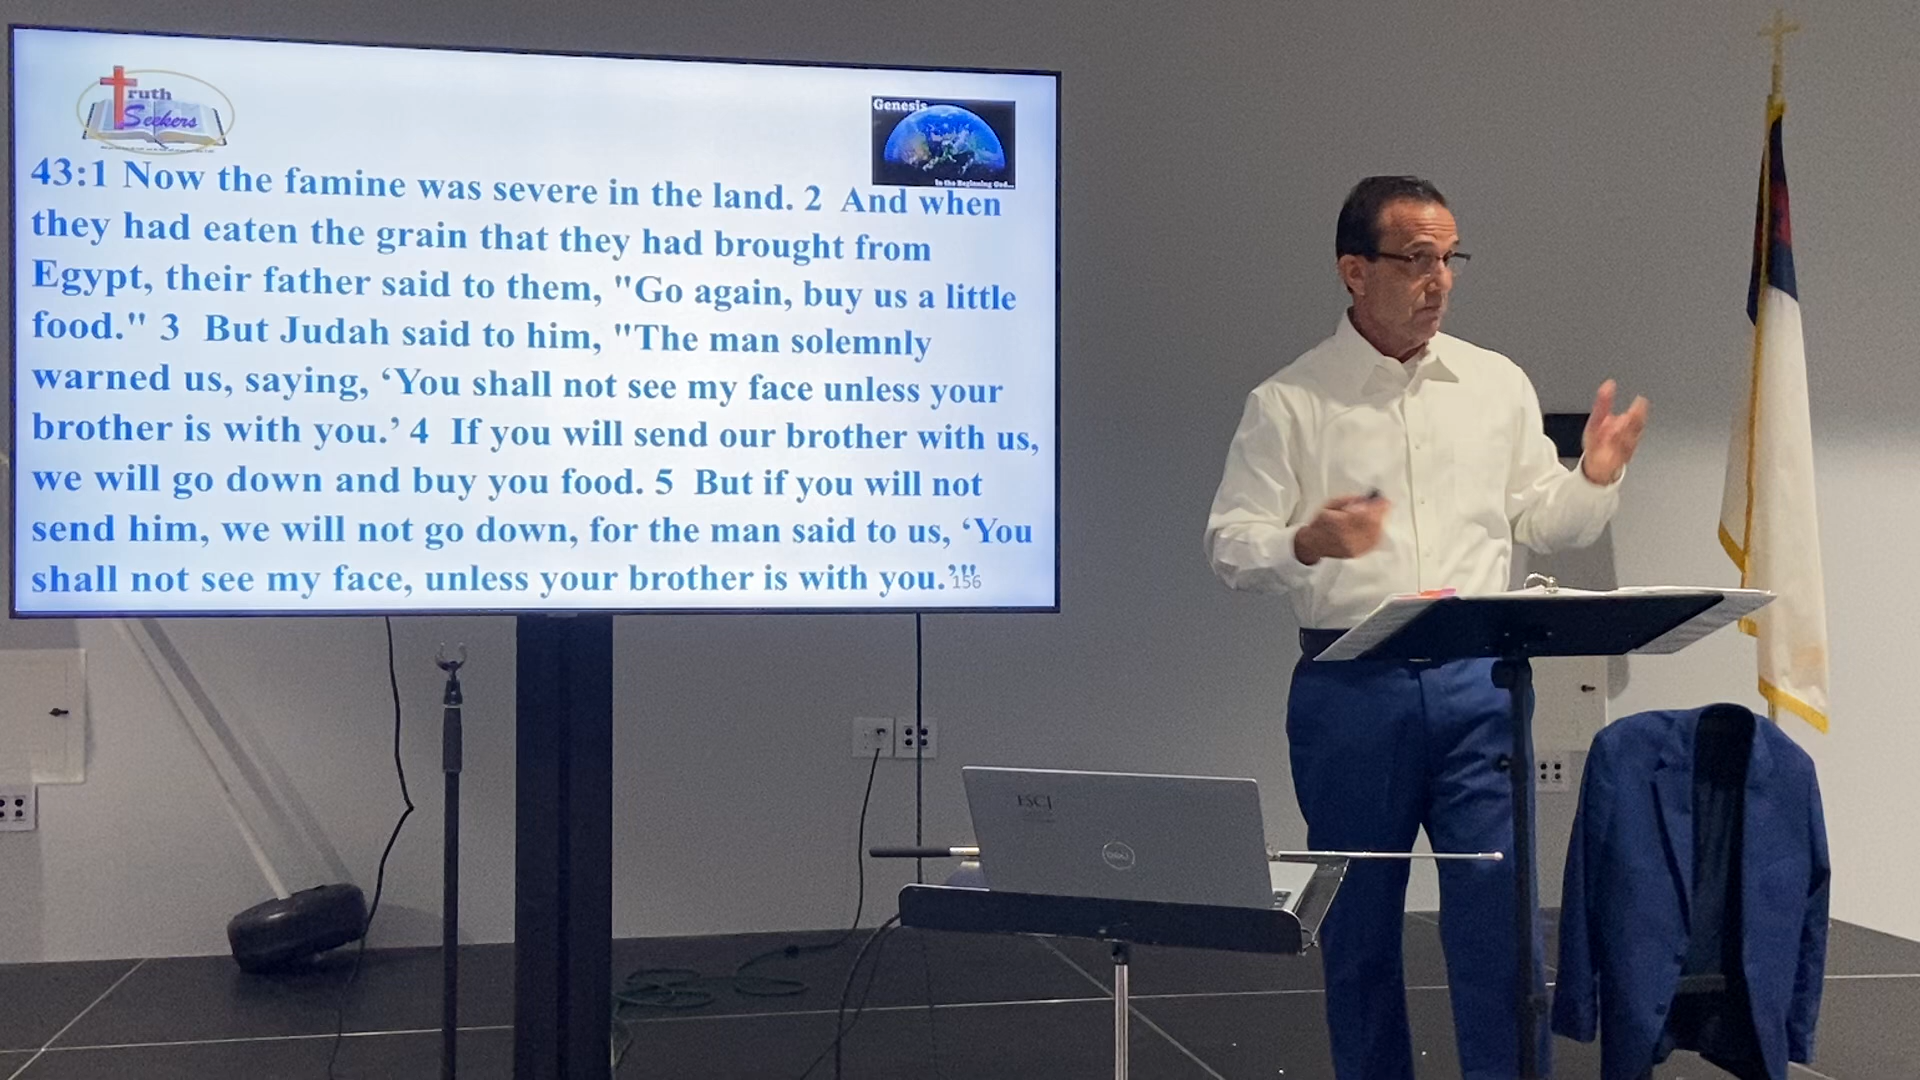 Truth
Seekers
Genesis
In the Beginning God...
43:1 Now the famine was severe in the land. 2 And when
they had eaten the grain that they had brought from
Egypt, their father said to them, "Go again, buy us a little
food." 3 But Judah said to him, "The man solemnly
warned us, saying, ‘You shall not see my face unless your
brother is with you.’ 4 If you will send our brother with us,
we will go down and buy you food. 5 But if you will not
send him, we will not go down, for the man said to us, ‘You
shall not see my face, unless your brother is with you.’"
156
DELL